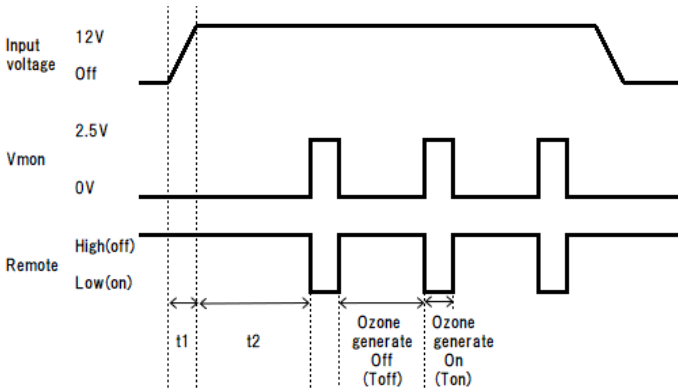 12V
Input
voltage
Off
2.5V
Vmon
0V
High(off)
Remote
Low(on)
t1
t2
Ozone
generate
Off
(Toff)
Ozone
generate
On
(Ton)